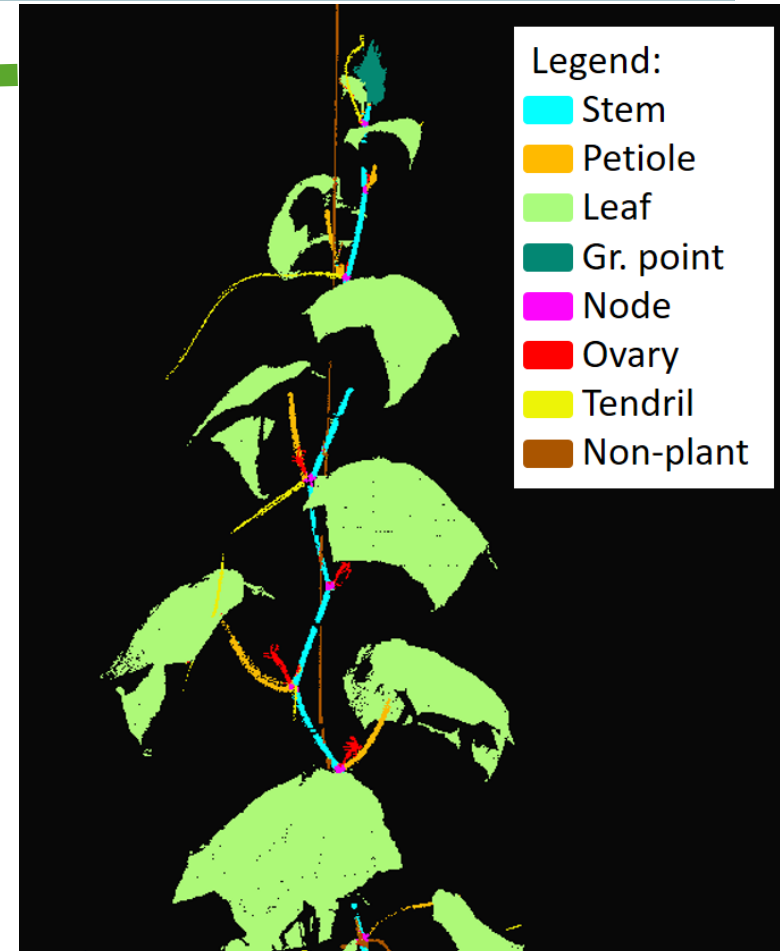 Legend:
Stem
Petiole
Leaf
Gr. point
Node
Ovary
Tendril
Non-plant